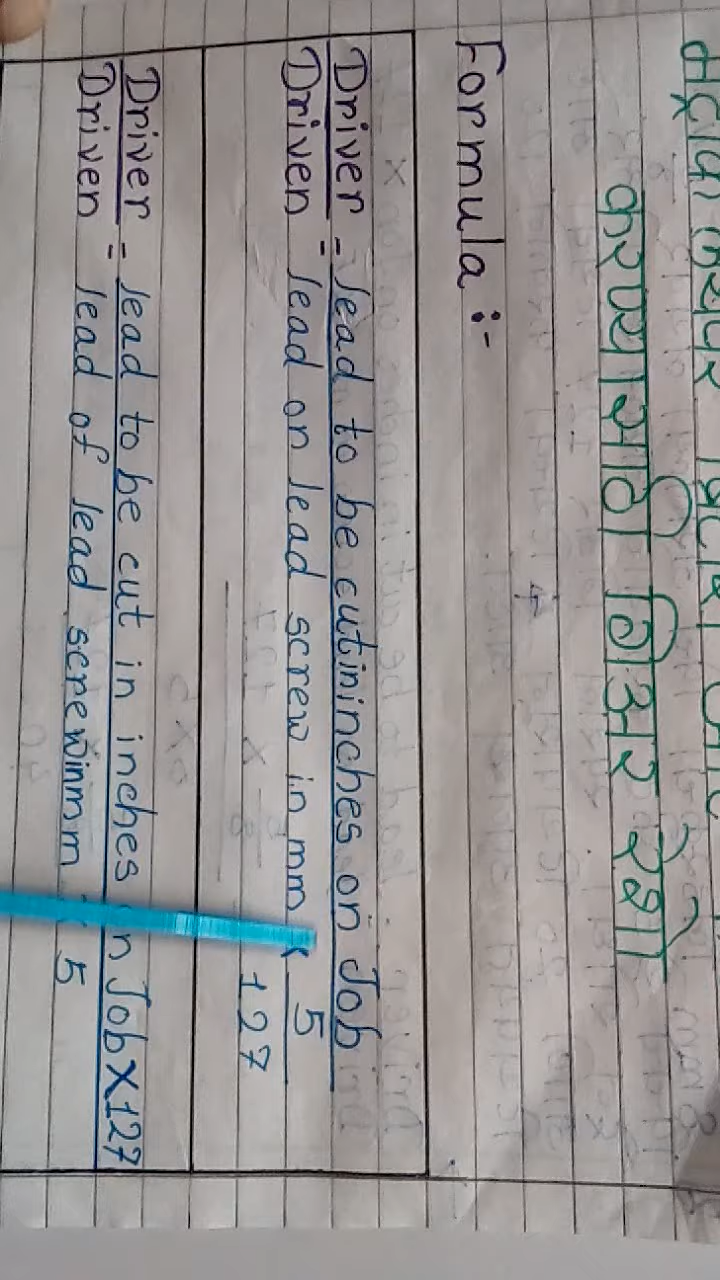 करण्यासाठी गिअर रेशो
Formula :-
Driver = lead to be cut in inches on Job
Driven lead on lead screw in mm × 5
127
Driver = lead to be cut in inches Job × 127
Driven lead of lead screw in mm 5